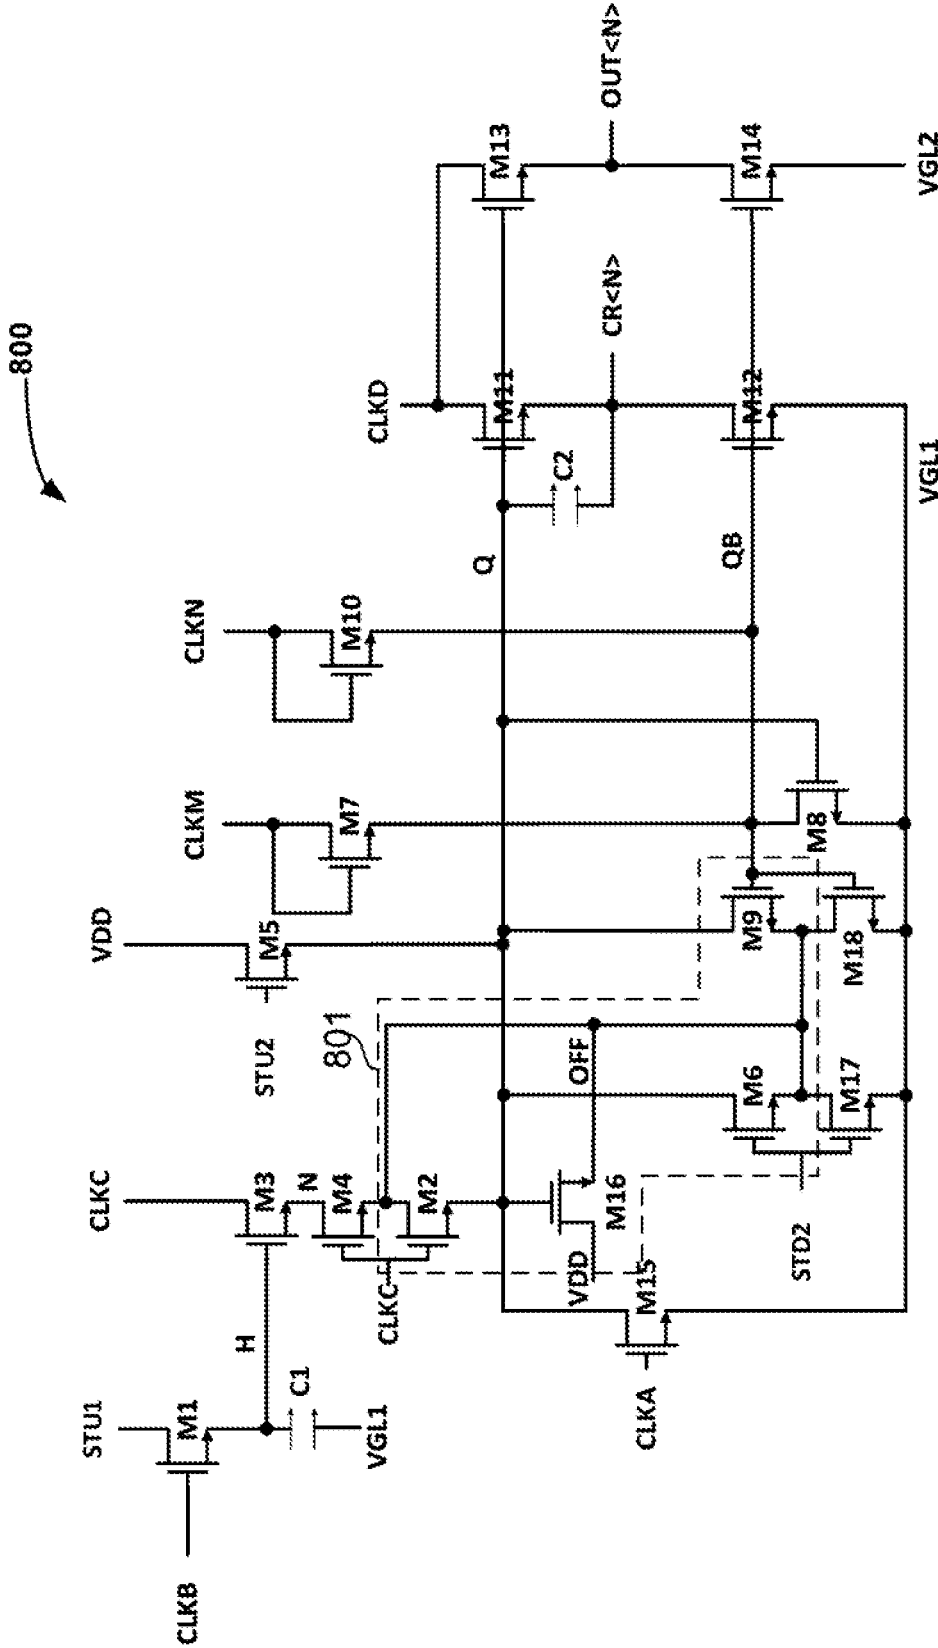 800
STU1
CLKB
M1
H
C1
VGL1
CLKC
M3
N
M4
M2
CLKC
801
VDD
M5
STU2
CLKM
M7
CLKN
M10
Q
QB
C2
CLKD
M11
M12
M13
M14
CR<N>
OUT<N>
VDD
M16
OFF
M6
M17
STD2
M9
M18
M8
M15
CLKA
VGL1
VGL2